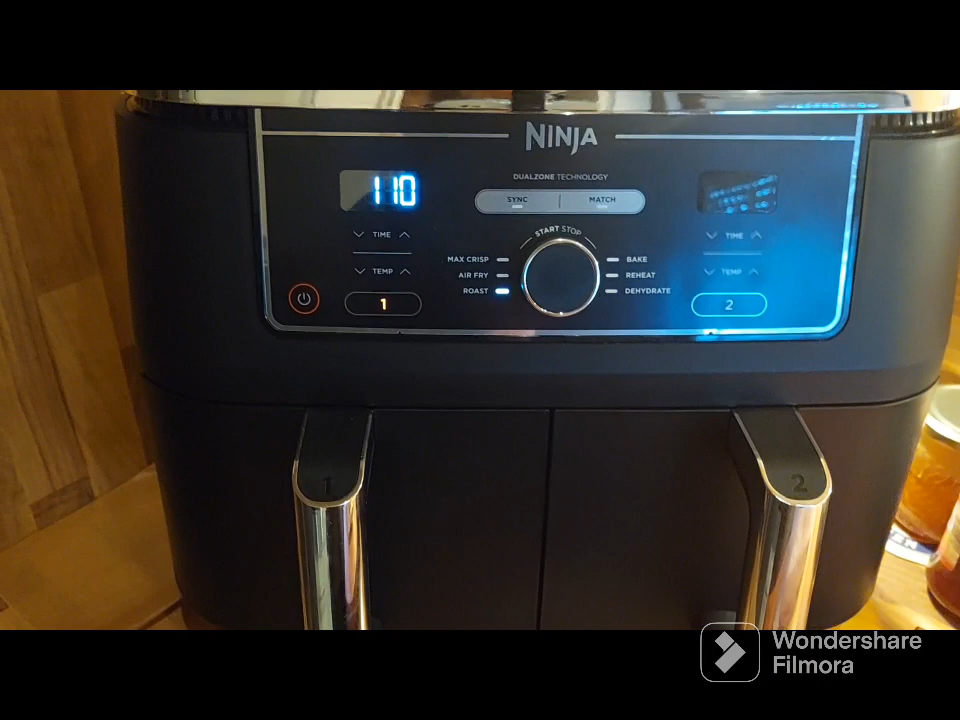 NINJA
DUALZONE TECHNOLOGY
110
SYNC
MATCH
TIME
TIME
START STOP
MAX CRISP
BAKE
TEMP
AIR FRY
REHEAT
TEMP
ROAST
DEHYDRATE
1
2
1
2
EN
Wondershare
Filmora